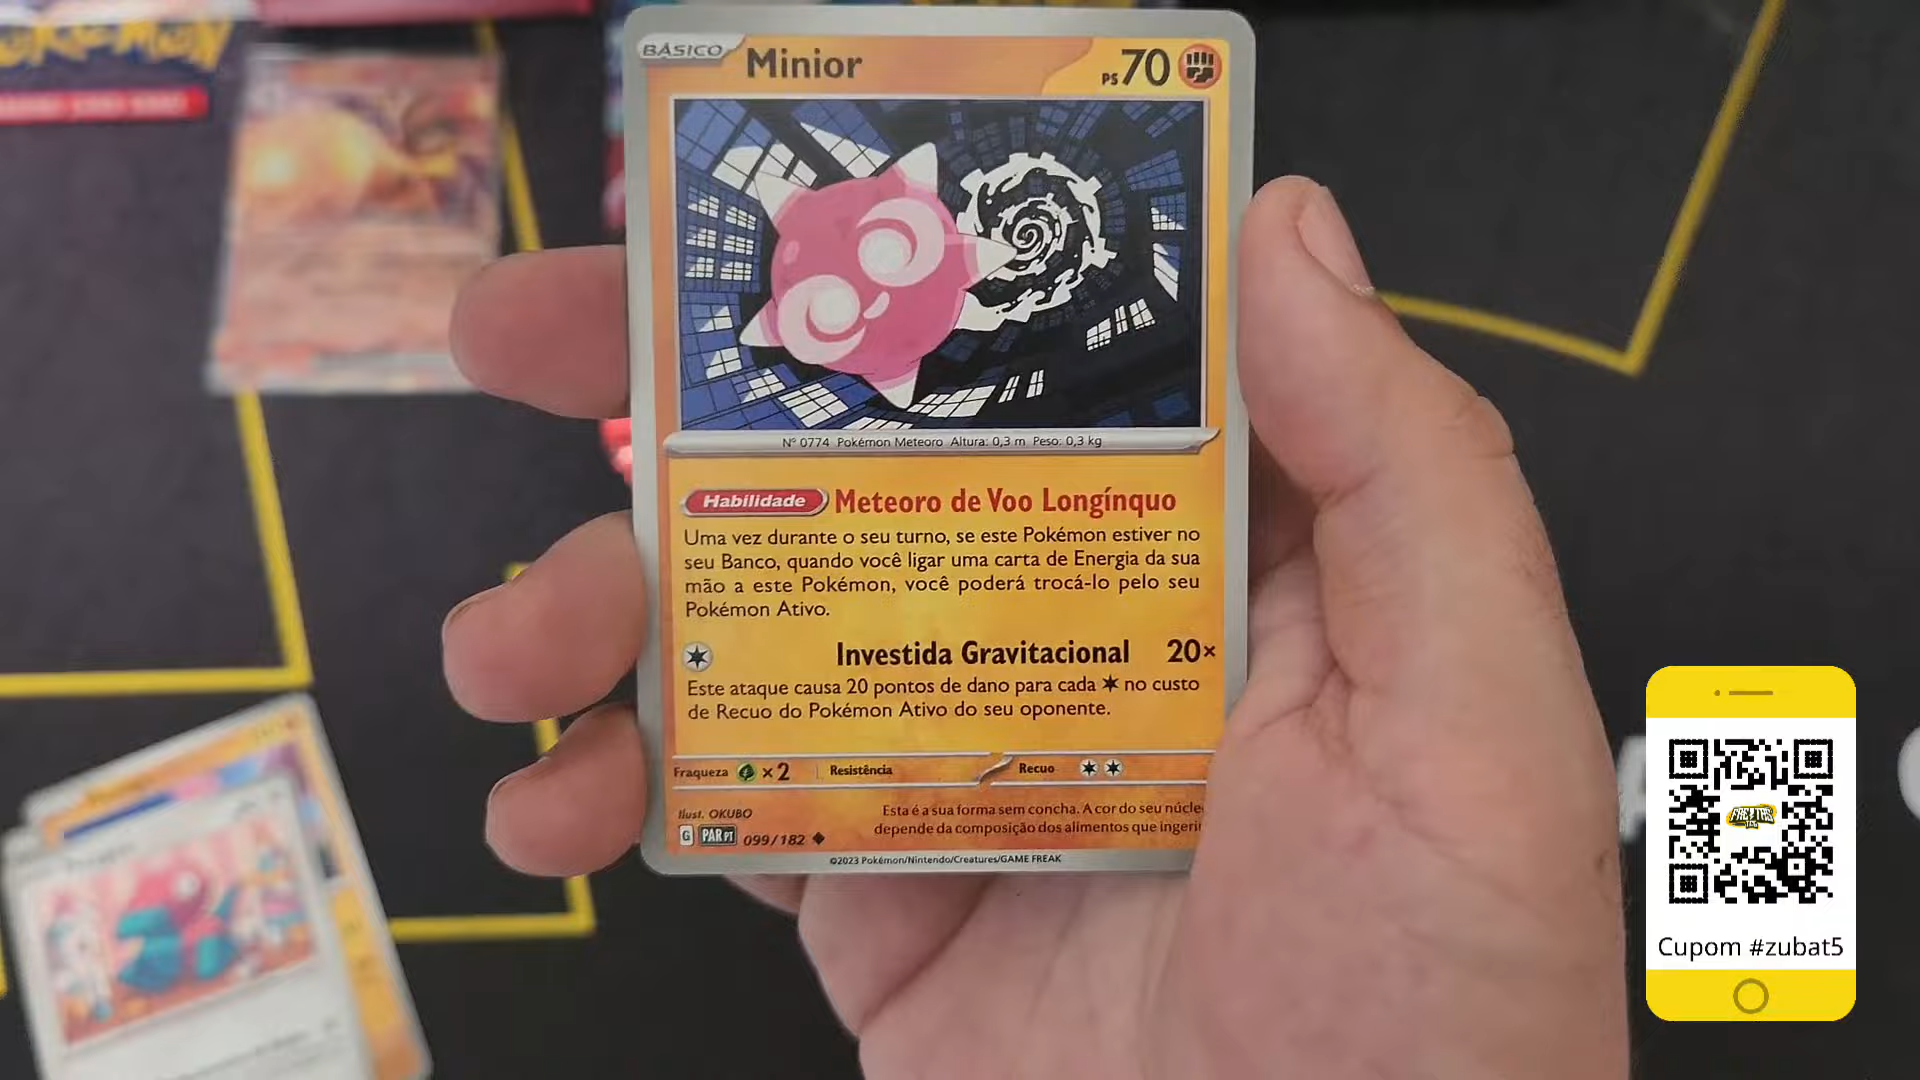 BÁSICO
Minior
PS 70
Nº 0774 Pokémon Meteoro Altura: 0,3 m Peso: 0,3 kg
Habilidade Meteoro de Voo Longínquo
Uma vez durante o seu turno, se este Pokémon estiver no
seu Banco, quando você ligar uma carta de Energia da sua
mão a este Pokémon, você poderá trocá-lo pelo seu
Pokémon Ativo.
Investida Gravitacional 20×
Este ataque causa 20 pontos de dano para cada no custo
de Recuo do Pokémon Ativo do seu oponente.
Fraqueza ×2 Resistência Recuo
Ilust. OKUBO
G PAR PT 099/182
Esta é a sua forma sem concha. A cor do seu núcle
depende da composição dos alimentos que ingerir
©2023 Pokémon/Nintendo/Creatures/GAME FREAK
Cupom #zubat5